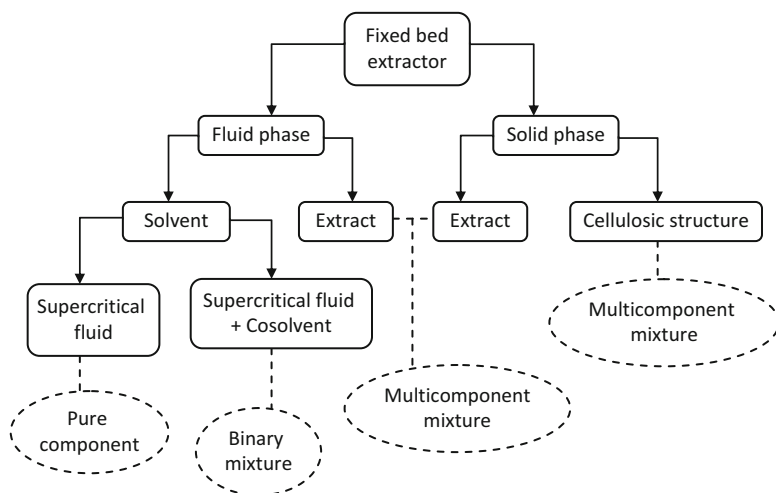 Fixed bed
extractor
Fluid phase
Solid phase
Solvent
Extract
Extract
Cellulosic structure
Supercritical
fluid
Supercritical fluid
+ Cosolvent
Multicomponent
mixture
Pure
component
Binary
mixture
Multicomponent
mixture